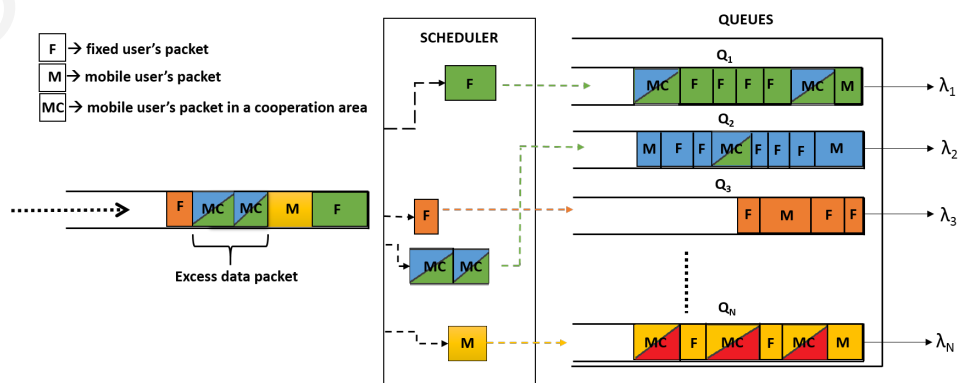 QUEUES
SCHEDULER
F → fixed user's packet
M → mobile user's packet
MC → mobile user's packet in a cooperation area
Q1
F
MC F F F F MC M
λ1
Q2
M F F MC F F F M
λ2
Q3
F MC MC M F
F
F M F F
λ3
MC MC
Excess data packet
QN
M
MC F MC F MC M
λN